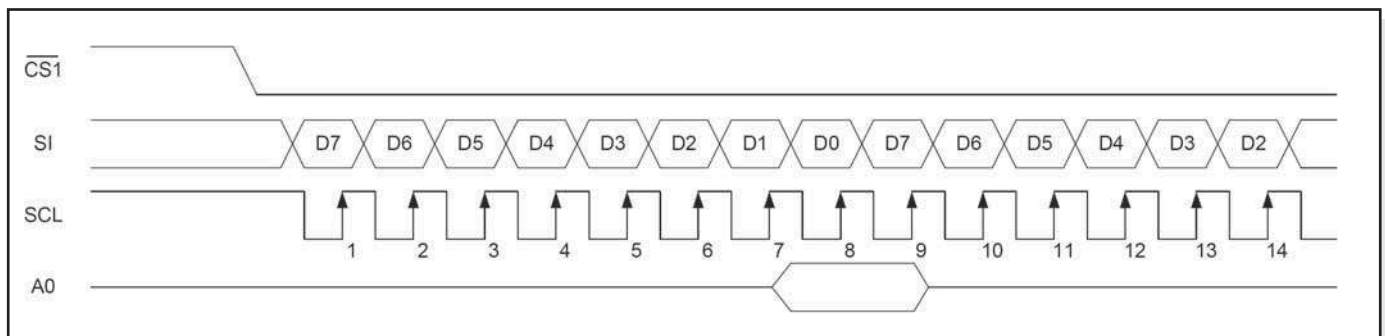 CS1
SI D7 D6 D5 D4 D3 D2 D1 D0 D7 D6 D5 D4 D3 D2
SCL
1 2 3 4 5 6 7 8 9 10 11 12 13 14
A0